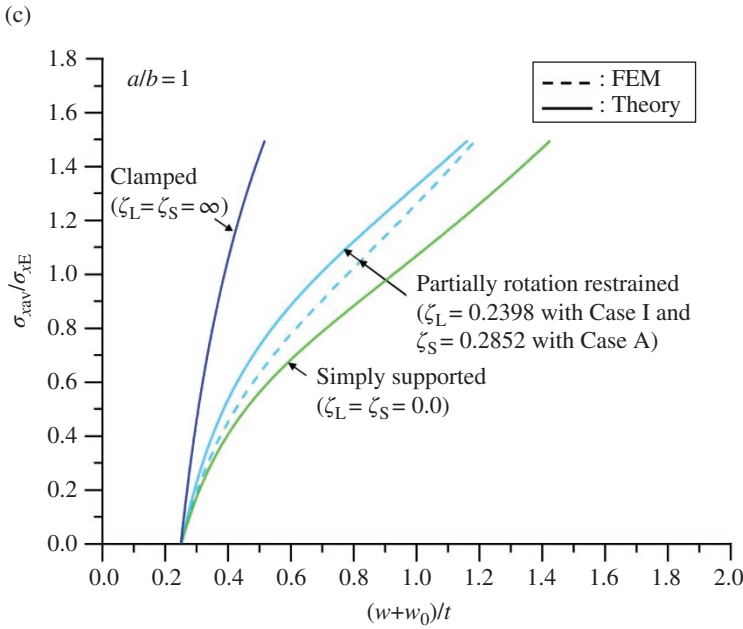 (c)
1.8
1.6
1.4
1.2
1.0
0.8
0.6
0.4
0.2
0.0
σxav/σxE
a/b = 1
: FEM
: Theory
Clamped
(ζL = ζS = ∞)
Partially rotation restrained
(ζL = 0.2398 with Case I and
ζS = 0.2852 with Case A)
Simply supported
(ζL = ζS = 0.0)
0.0 0.2 0.4 0.6 0.8 1.0 1.2 1.4 1.6 1.8 2.0
(w+w0)/t